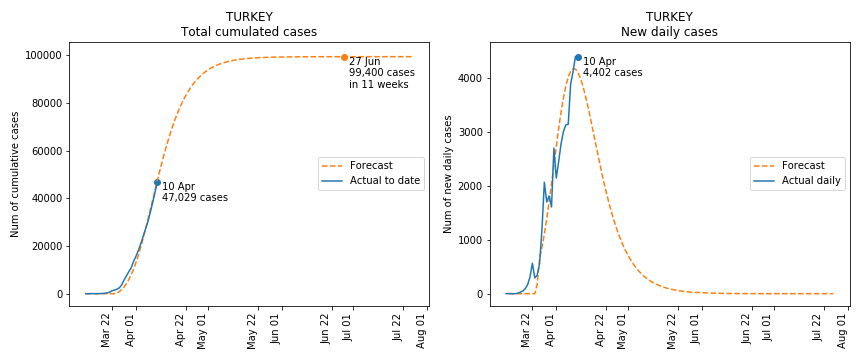 TURKEY
Total cumulated cases
Num of cumulative cases
100000
80000
60000
40000
20000
0
27 Jun
99,400 cases
in 11 weeks
10 Apr
47,029 cases
Forecast
Actual to date
Mar 22
Apr 01
Apr 22
May 01
May 22
Jun 01
Jun 22
Jul 01
Jul 22
Aug 01
TURKEY
New daily cases
Num of new daily cases
4000
3000
2000
1000
0
10 Apr
4,402 cases
Forecast
Actual daily
Mar 22
Apr 01
Apr 22
May 01
May 22
Jun 01
Jun 22
Jul 01
Jul 22
Aug 01